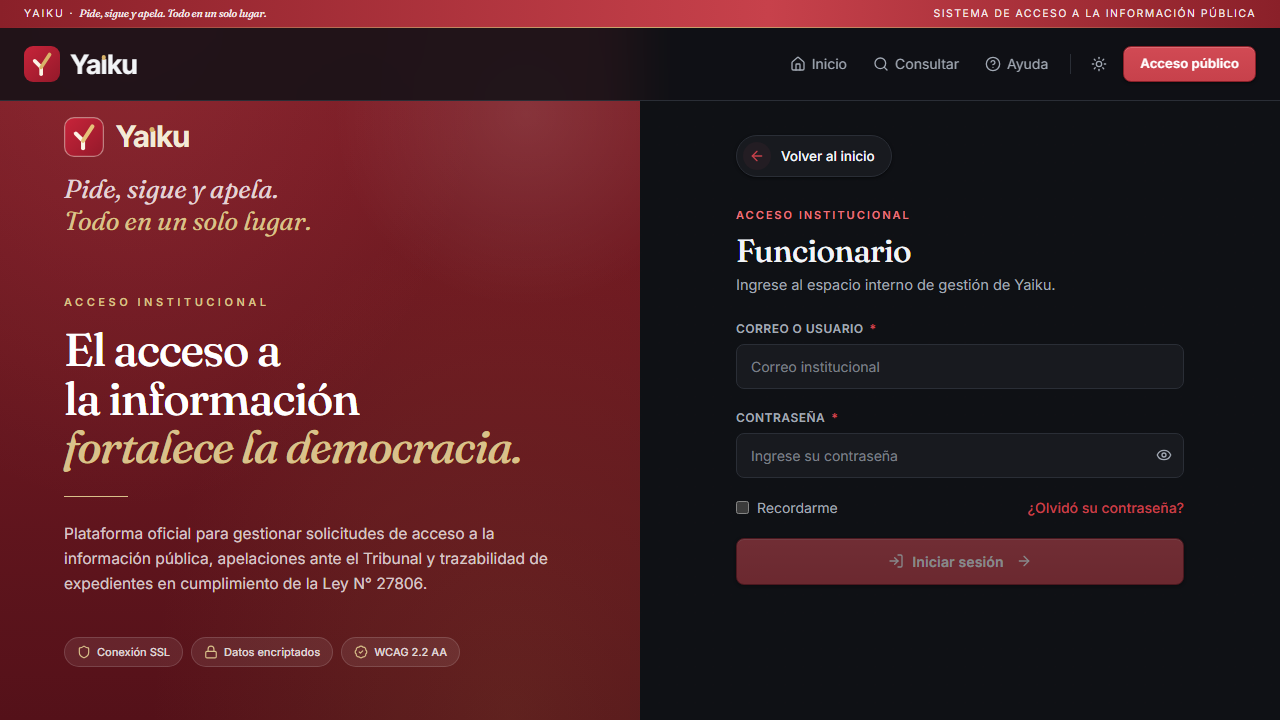 YAIKU · Pide, sigue y apela. Todo en un solo lugar.
SISTEMA DE ACCESO A LA INFORMACIÓN PÚBLICA
Yaiku
Inicio
Consultar
Ayuda
Acceso público
Yaiku
Pide, sigue y apela.
Todo en un solo lugar.
ACCESO INSTITUCIONAL
El acceso a
la información
fortalece la democracia.
Plataforma oficial para gestionar solicitudes de acceso a la
información pública, apelaciones ante el Tribunal y trazabilidad de
expedientes en cumplimiento de la Ley N° 27806.
Conexión SSL
Datos encriptados
WCAG 2.2 AA
Volver al inicio
ACCESO INSTITUCIONAL
Funcionario
Ingrese al espacio interno de gestión de Yaiku.
CORREO O USUARIO *
Correo institucional
CONTRASEÑA *
Ingrese su contraseña
Recordarme
¿Olvidó su contraseña?
Iniciar sesión